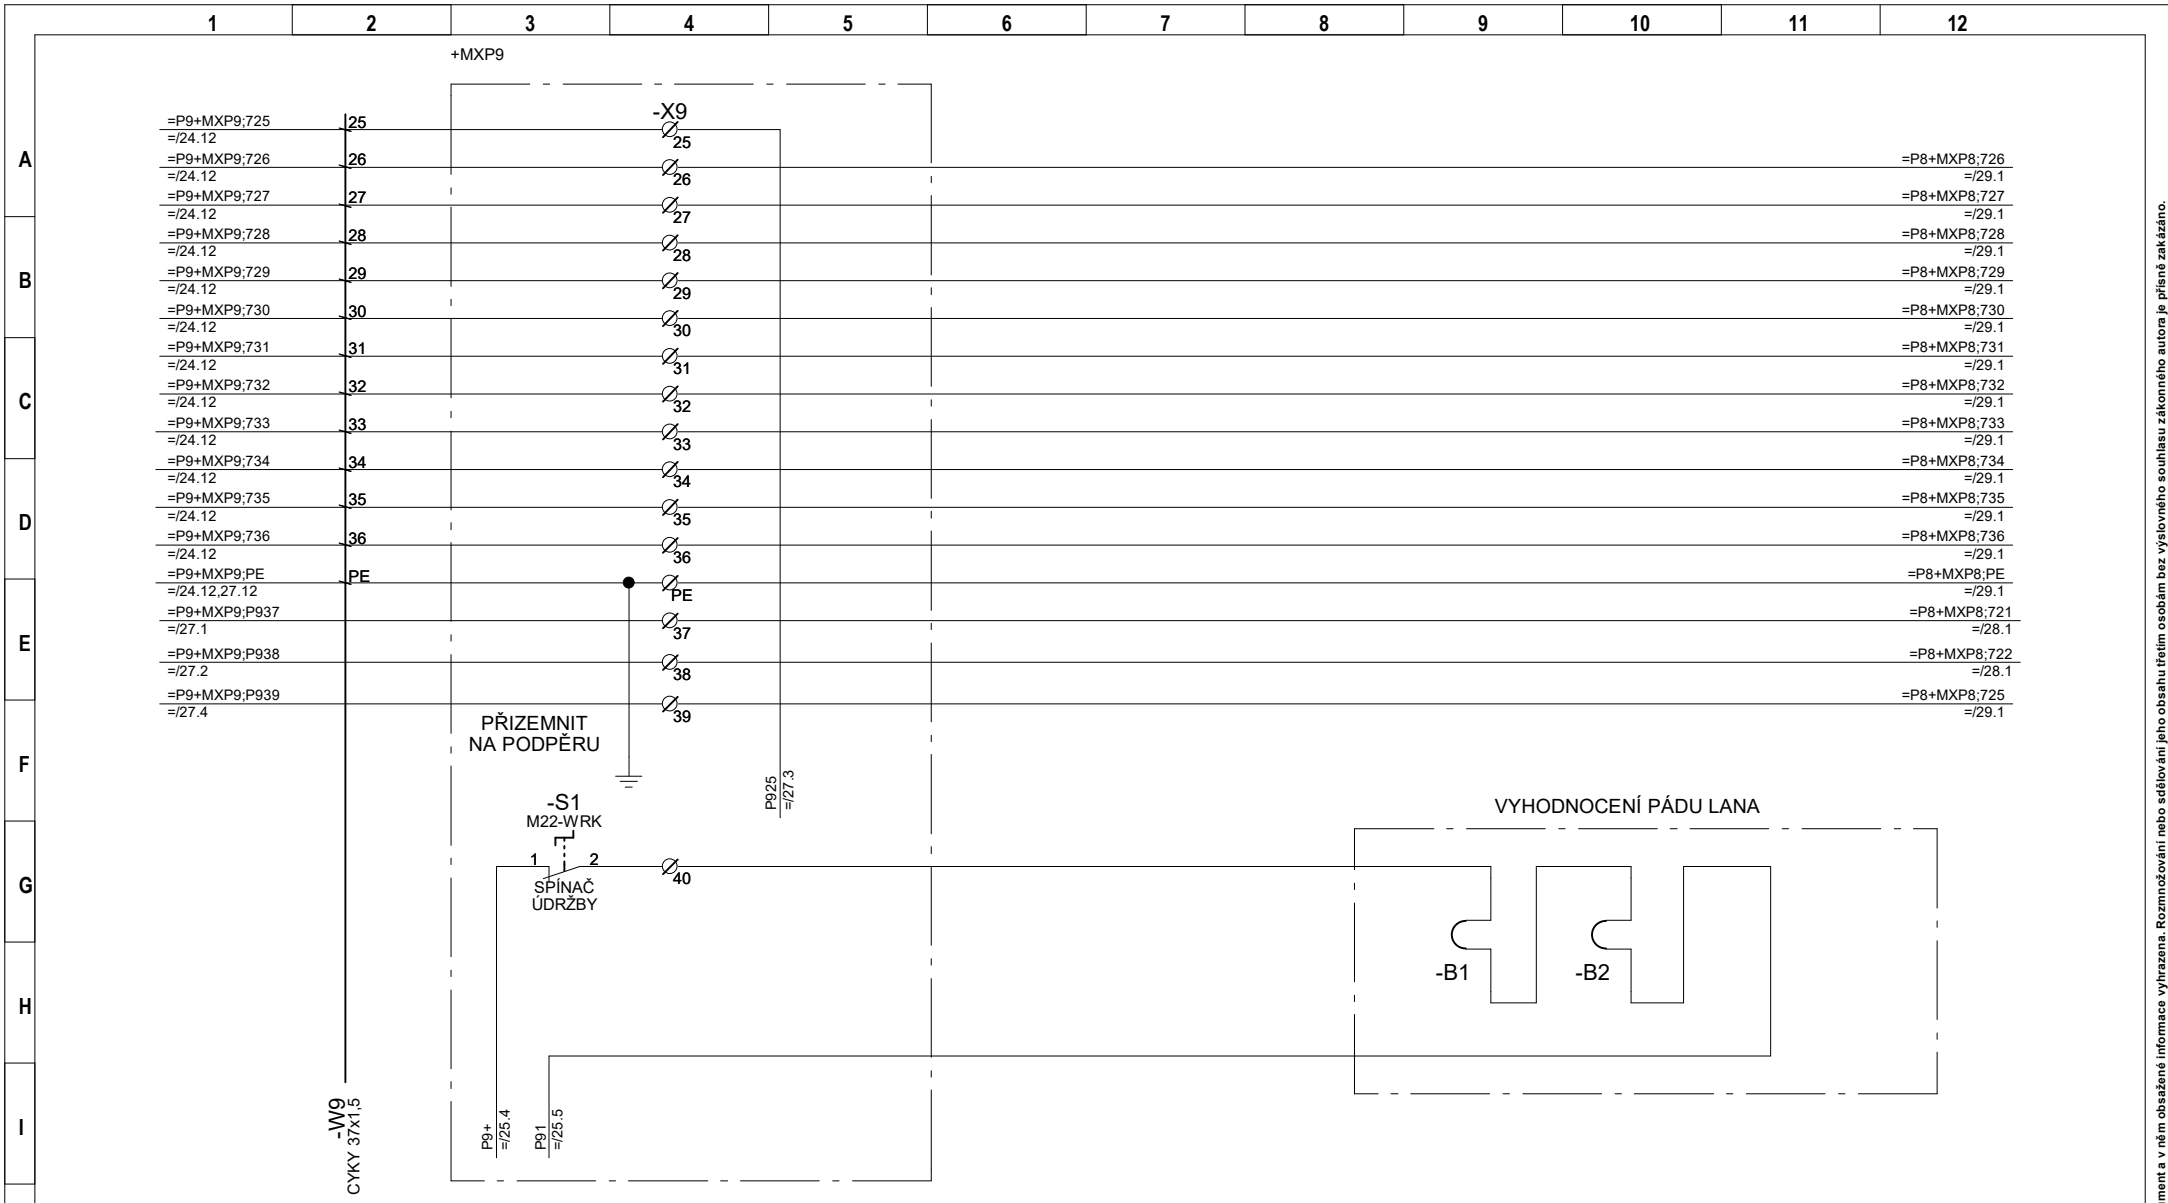 1 2 3 4 5 6 7 8 9 10 11 12
+MXP9
-X9
=P9+MXP9;725 25
=/24.12 25
A
=P9+MXP9;726 26 =P8+MXP8;726
=/24.12 26 =/29.1
=P9+MXP9;727 27 =P8+MXP8;727
=/24.12 27 =/29.1
=P9+MXP9;728 28 =P8+MXP8;728
=/24.12 28 =/29.1
B
=P9+MXP9;729 29 =P8+MXP8;729
=/24.12 29 =/29.1
=P9+MXP9;730 30 =P8+MXP8;730
=/24.12 30 =/29.1
=P9+MXP9;731 31 =P8+MXP8;731
=/24.12 31 =/29.1
C
=P9+MXP9;732 32 =P8+MXP8;732
=/24.12 32 =/29.1
=P9+MXP9;733 33 =P8+MXP8;733
=/24.12 33 =/29.1
=P9+MXP9;734 34 =P8+MXP8;734
=/24.12 34 =/29.1
D
=P9+MXP9;735 35 =P8+MXP8;735
=/24.12 35 =/29.1
=P9+MXP9;736 36 =P8+MXP8;736
=/24.12 36 =/29.1
=P9+MXP9;PE PE =P8+MXP8;PE
=/24.12,27.12 PE =/29.1
=P9+MXP9;P937 =P8+MXP8;721
=/27.1 37 =/28.1
E
=P9+MXP9;P938 =P8+MXP8;722
=/27.2 38 =/28.1
=P9+MXP9;P939 =P8+MXP8;725
=/27.4 39 =/29.1
PŘIZEMNIT
NA PODPĚRU
F
P925
=/27.3
-S1
M22-WRK
VYHODNOCENÍ PÁDU LANA
1 2
G
40
SPÍNAČ
ÚDRŽBY
-B1 -B2
H
I
-W9
CYKY 37x1,5
P9+
=/25.4
P91
=/25.5
a v něm obsažené informace vyhrazena. Rozmnožování nebo sdělování jeho obsahu třetím osobám bez výslovného souhlasu zákonného autora je přísně zakázáno.